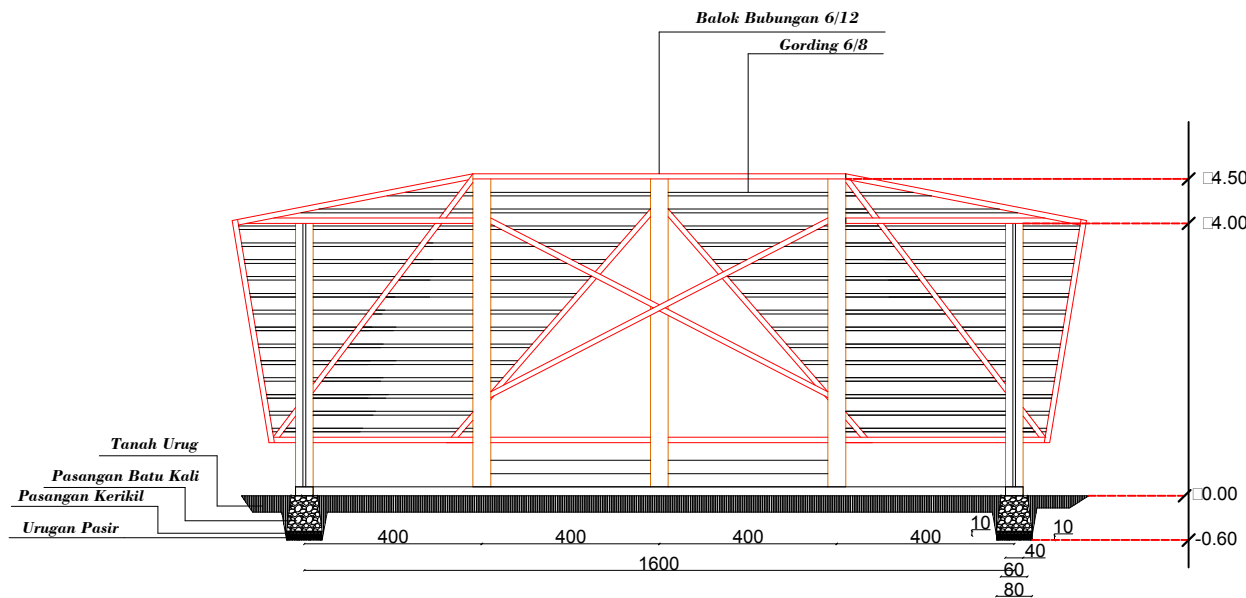 Balok Bubungan 6/12
Gording 6/8
□4.50
□4.00
Tanah Urug
Pasangan Batu Kali
Pasangan Kerikil
Urugan Pasir
□0.00
-0.60
10
10
400
400
400
400
40
1600
60
80